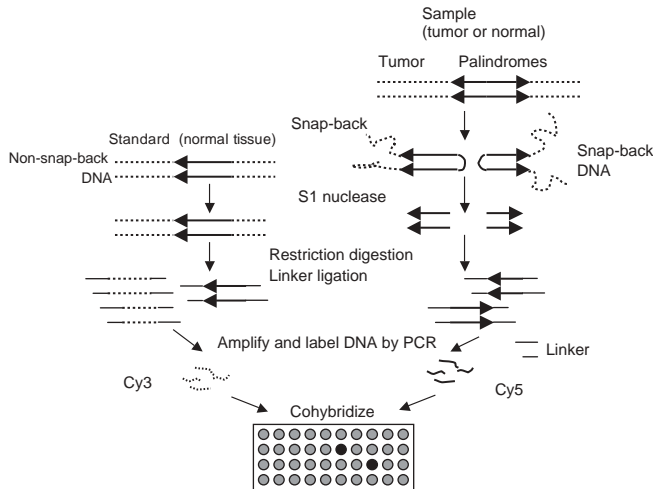 Sample
(tumor or normal)
Tumor Palindromes
Snap-back
Snap-back
DNA
Standard (normal tissue)
Non-snap-back
DNA
S1 nuclease
Restriction digestion
Linker ligation
Amplify and label DNA by PCR
Linker
Cy3
Cy5
Cohybridize